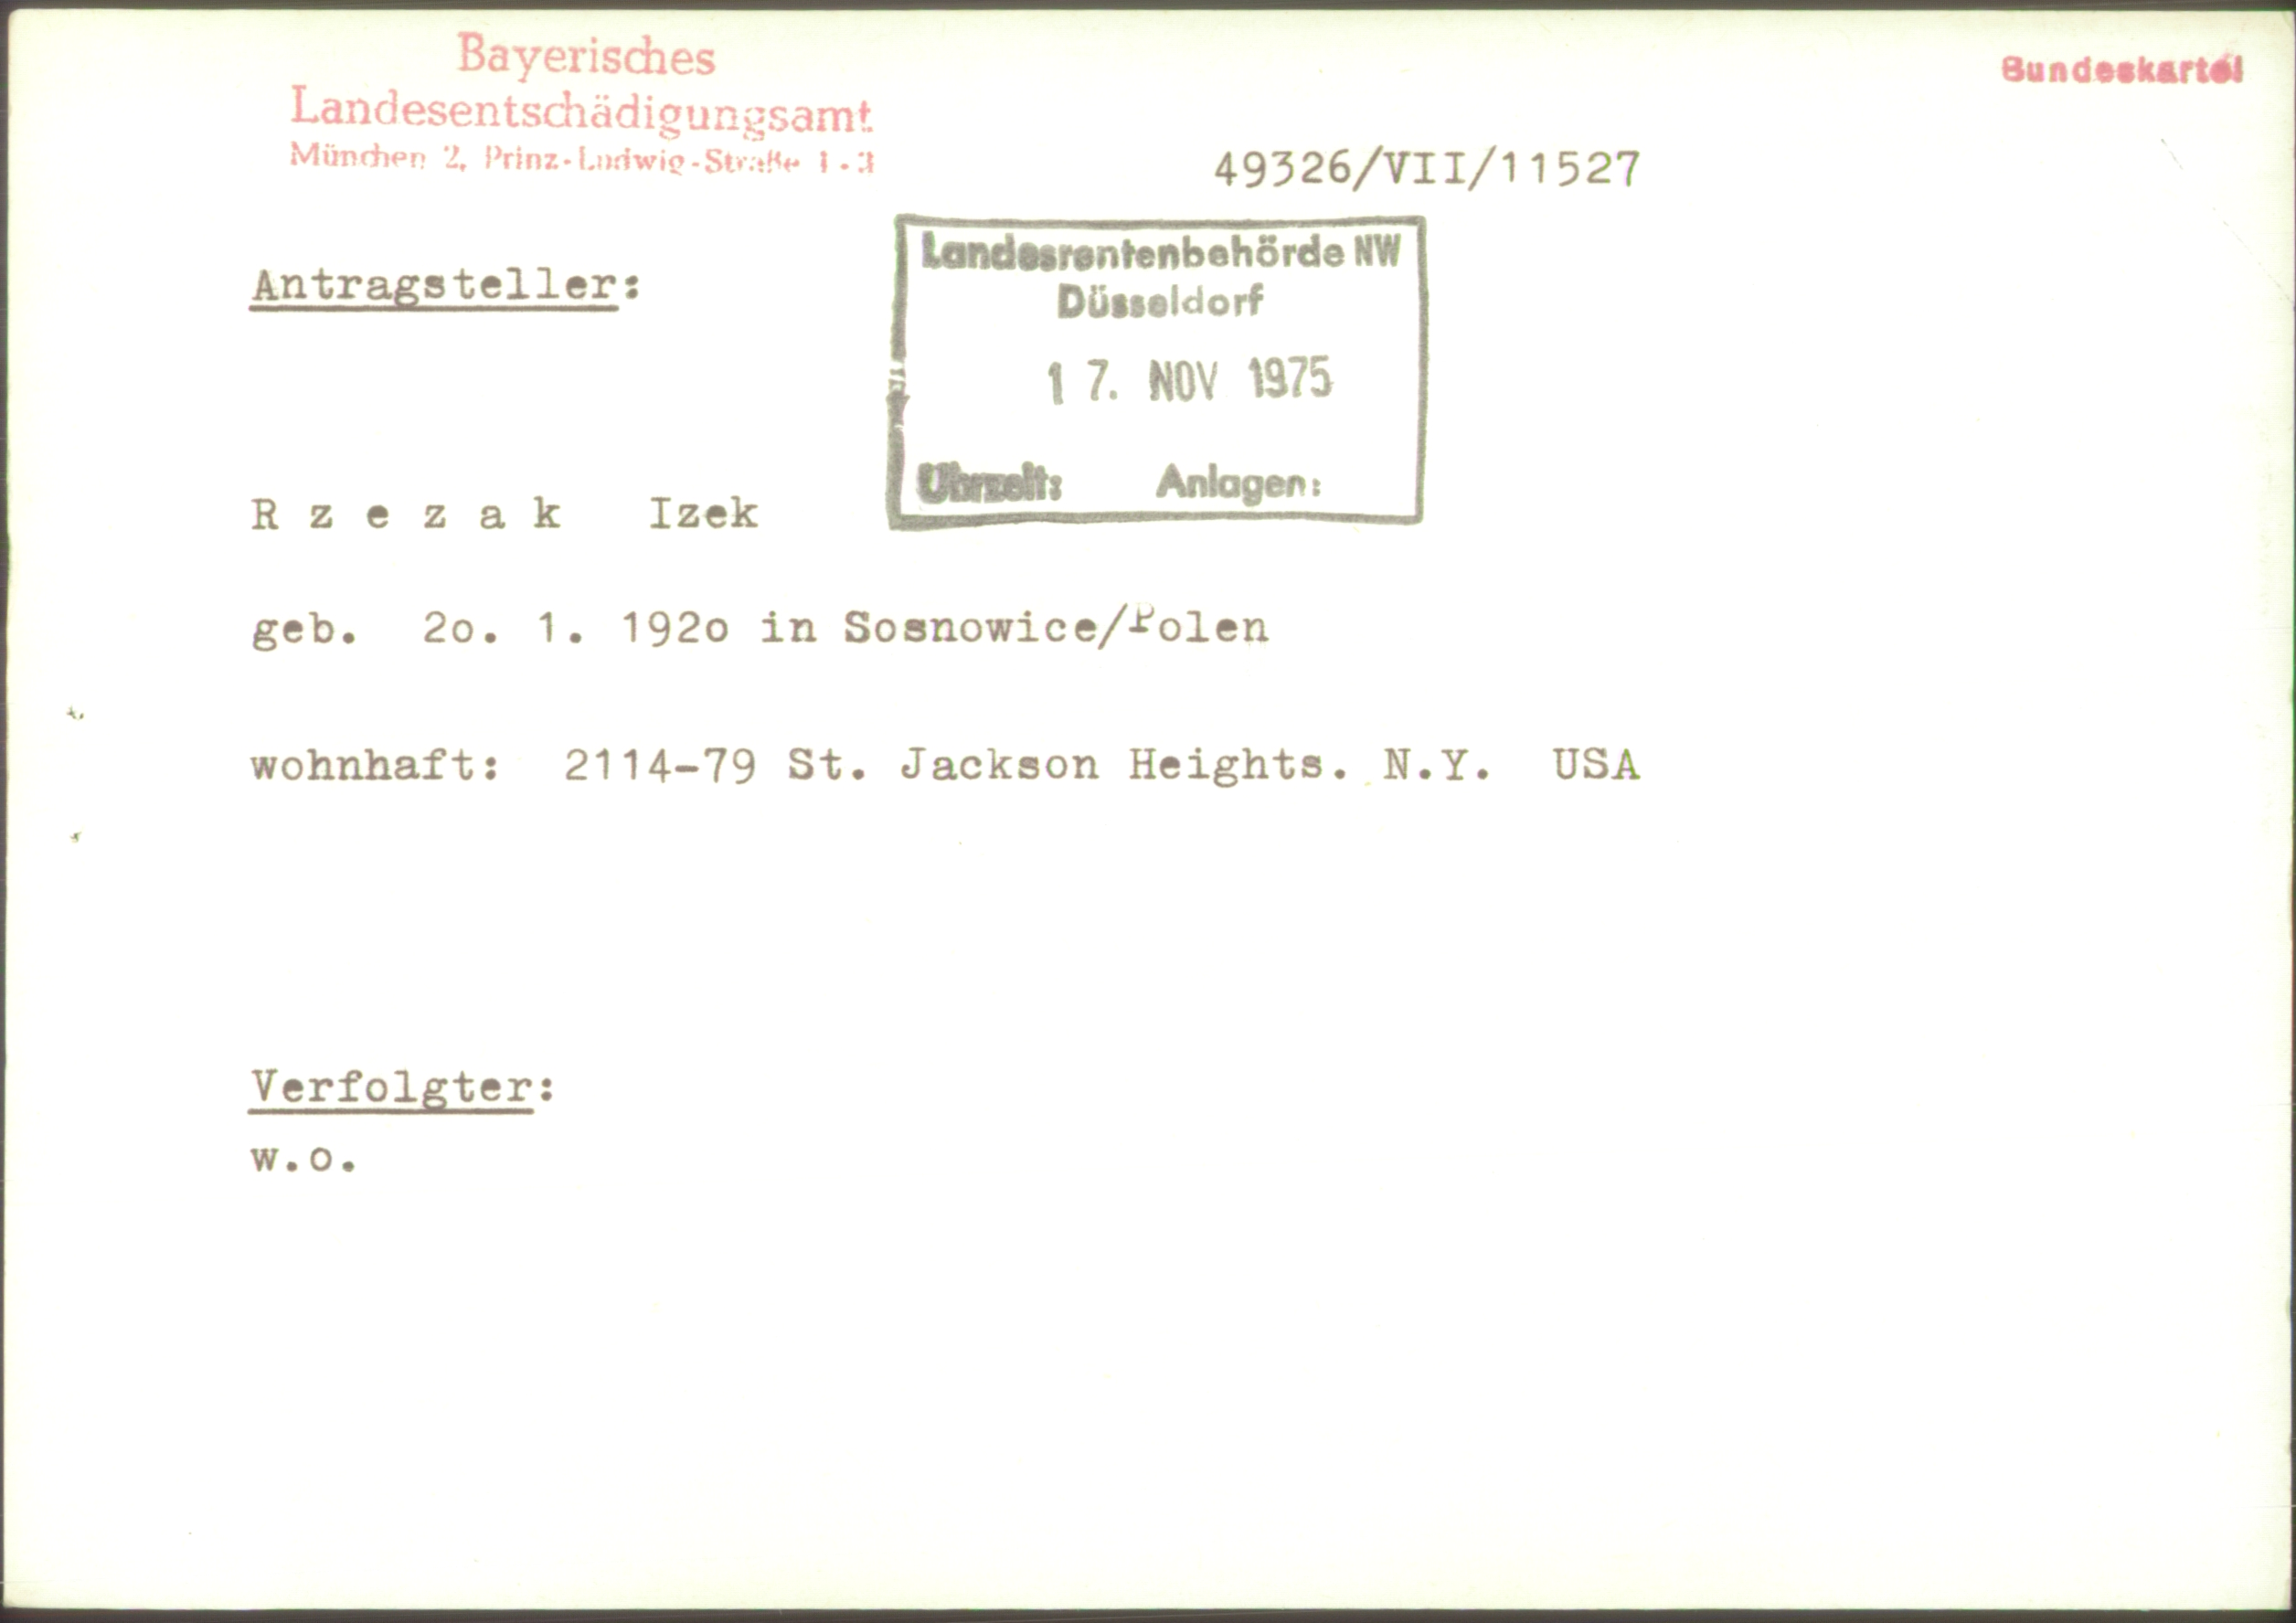 Bayerisches
Landesentschädigungsamt
München 2, Prinz-Ludwig-Straße 1-3
Bundeskartei
49326/VII/11527
Landesrentenbehörde NW
Düsseldorf
17. NOV 1975
Uhrzeit: Anlagen:
Antragsteller:
R z e z a k Izek
geb. 2o. 1. 192o in Sosnowice/Polen
wohnhaft: 2114-79 St. Jackson Heights. N.Y. USA
Verfolgter:
w.o.